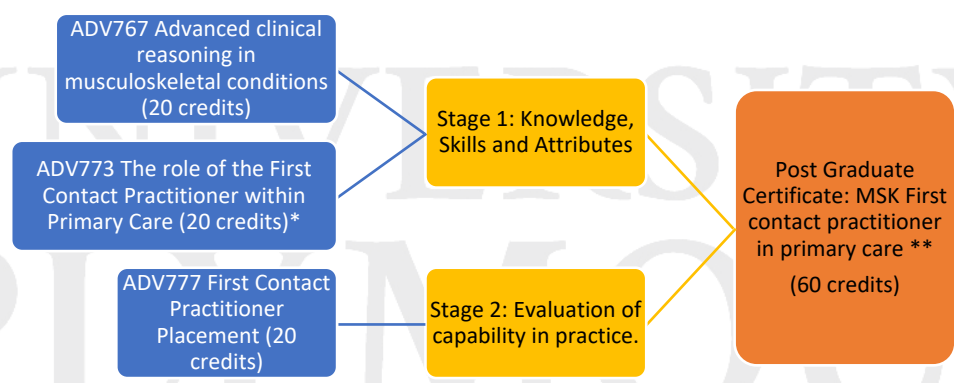 ADV767 Advanced clinical
reasoning in
musculoskeletal conditions
(20 credits)
ADV773 The role of the First
Contact Practitioner within
Primary Care (20 credits)*
ADV777 First Contact
Practitioner
Placement (20
credits)
Stage 1: Knowledge,
Skills and Attributes
Stage 2: Evaluation of
capability in practice.
Post Graduate
Certificate: MSK First
contact practitioner
in primary care **
(60 credits)